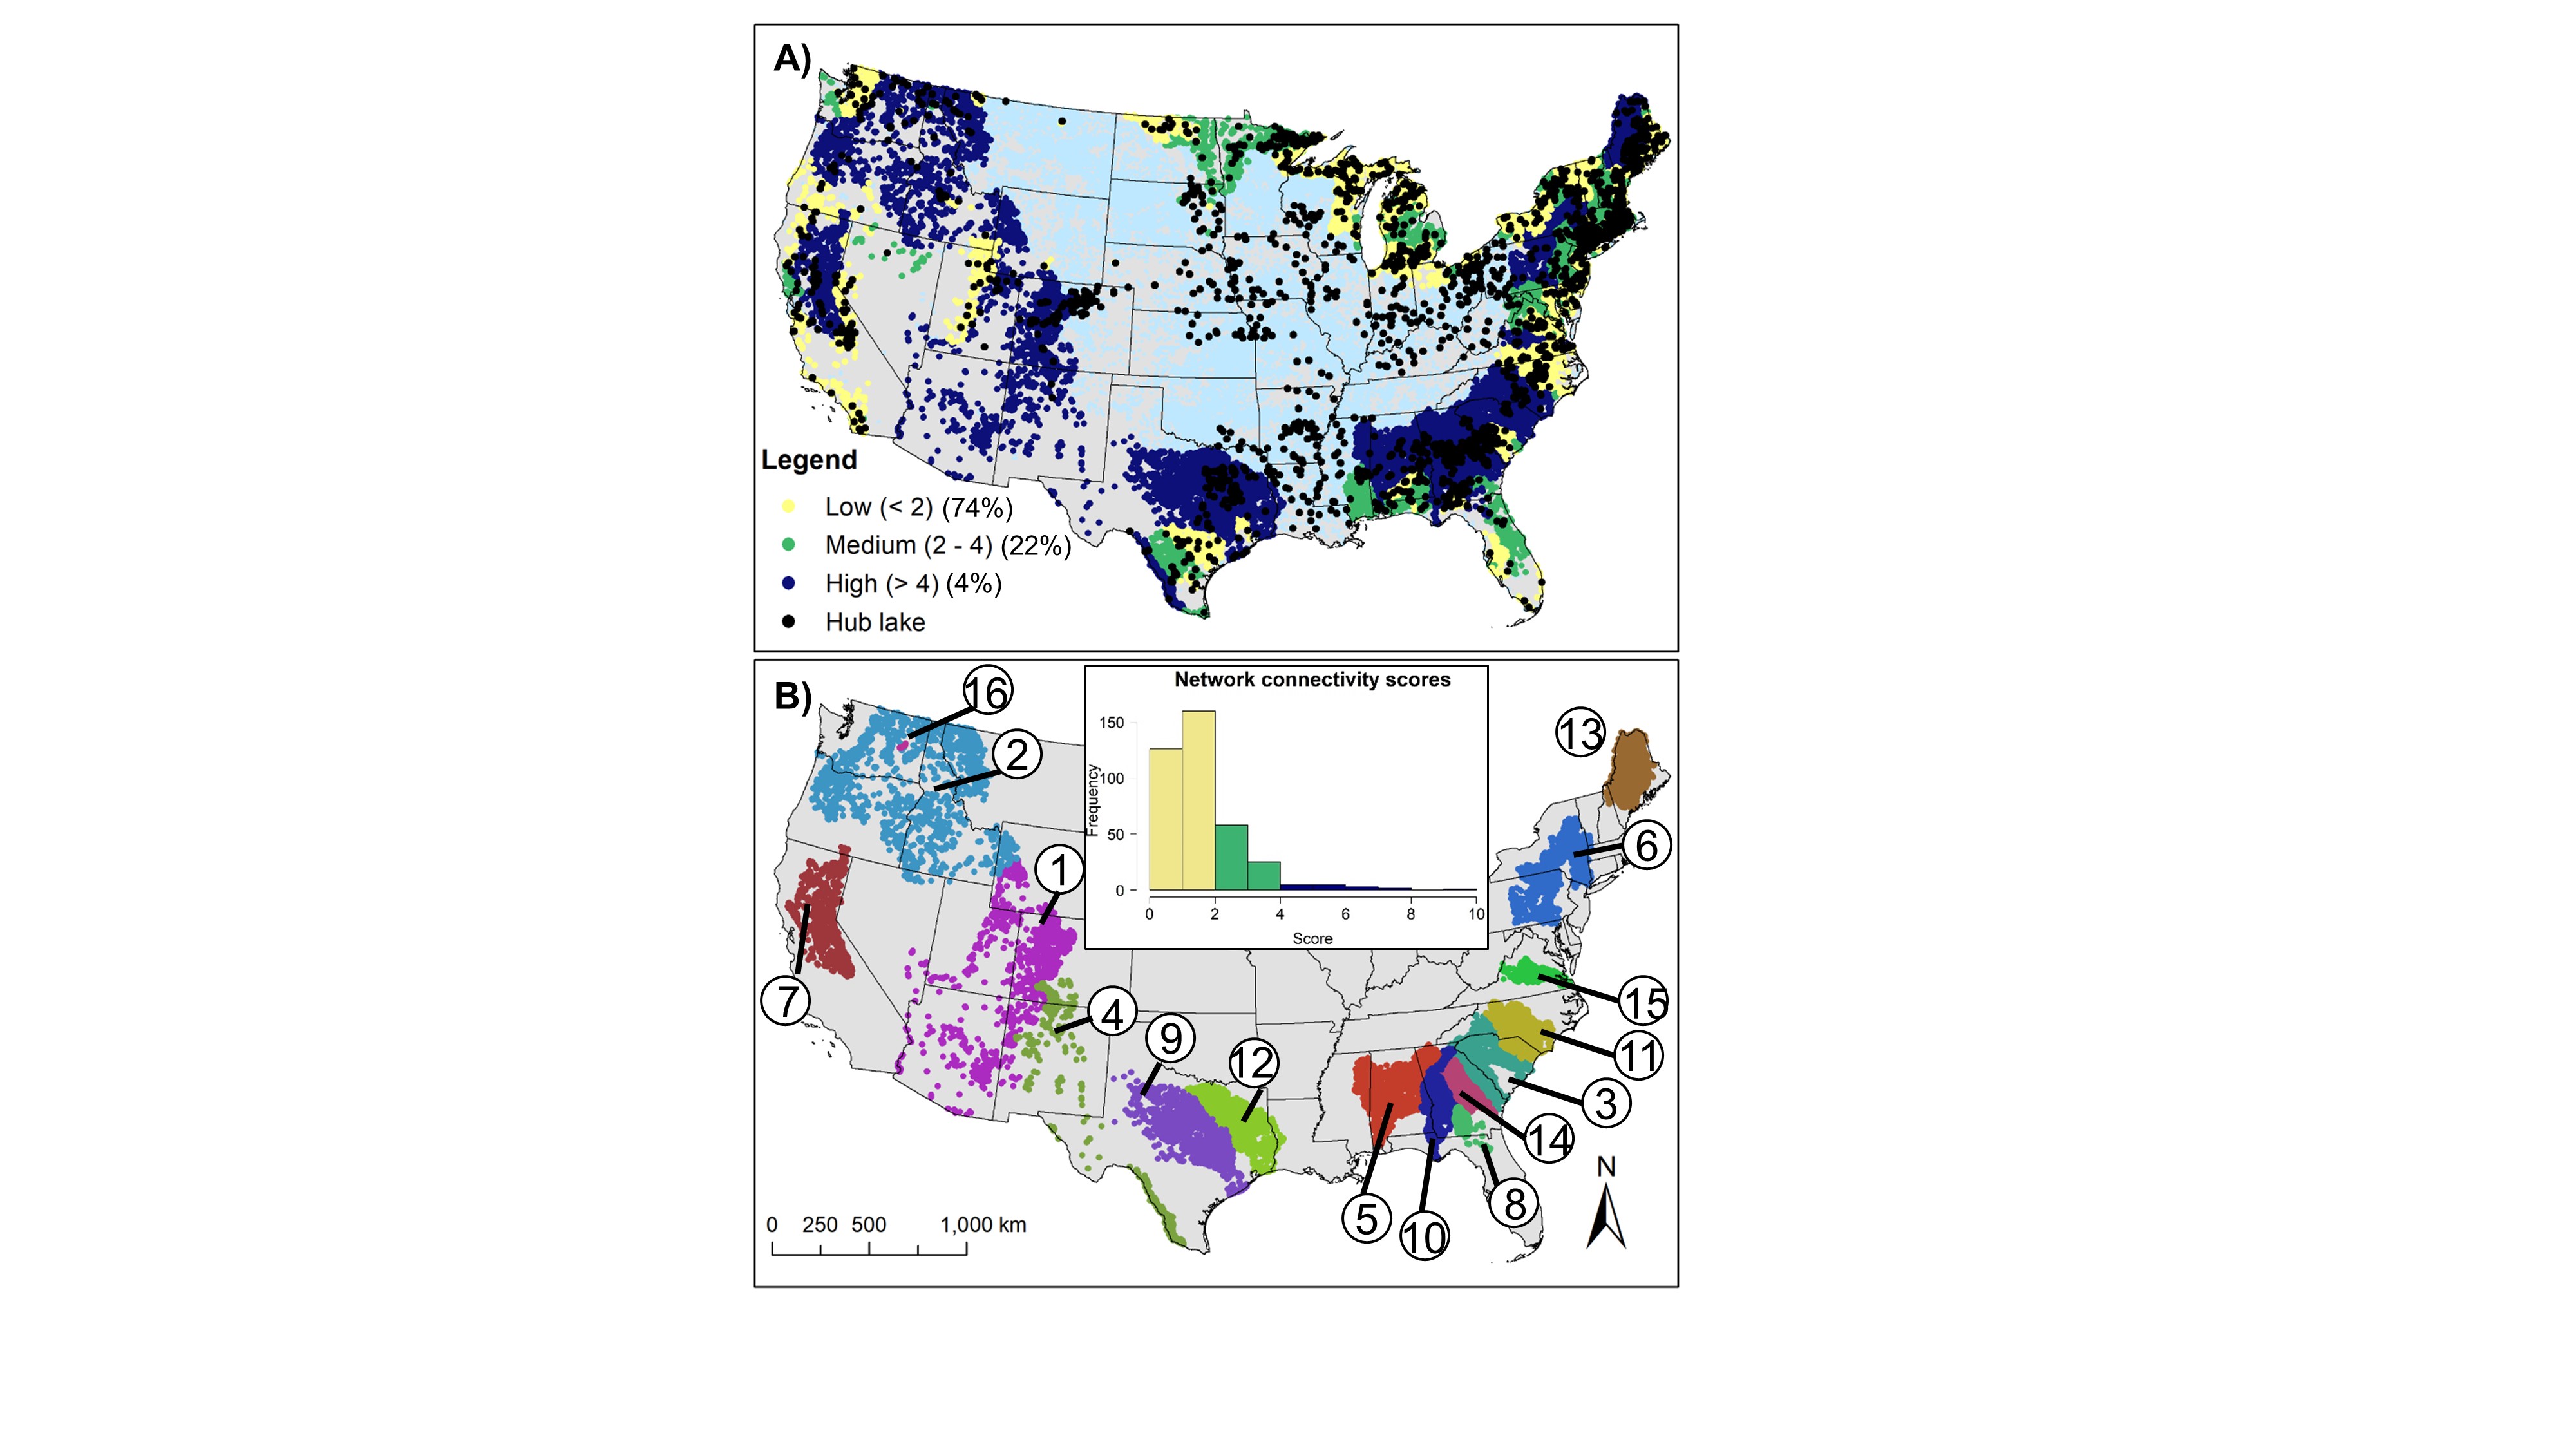 A)
Legend
Low (< 2) (74%)
Medium (2 - 4) (22%)
High (> 4) (4%)
Hub lake
B)
16
2
1
7
4
9
12
13
6
15
11
3
14
8
5
10
Network connectivity scores
Frequency
150
100
50
0
0 2 4 6 8 10
Score
N
0 250 500 1,000 km